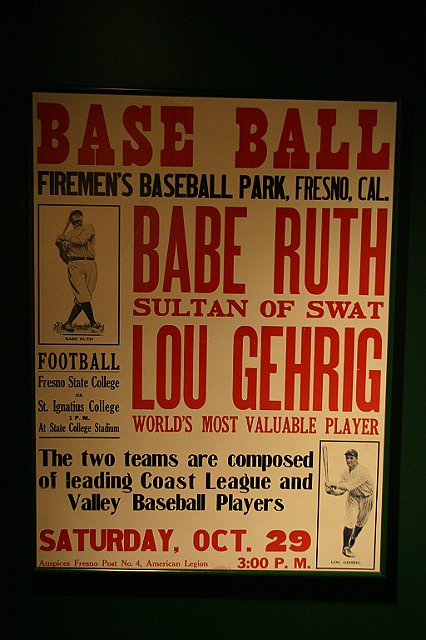 BASE BALL
FIREMEN'S BASEBALL PARK, FRESNO, CAL.
BABE RUTH
SULTAN OF SWAT
BABE RUTH
LOU GEHRIG
WORLD'S MOST VALUABLE PLAYER
FOOTBALL
Fresno State College
vs.
St. Ignatius College
1 P. M.
At State College Stadium
The two teams are composed
of leading Coast League and
Valley Baseball Players
LOU GEHRIG
SATURDAY, OCT. 29
3:00 P. M.
Auspices Fresno Post No. 4, American Legion